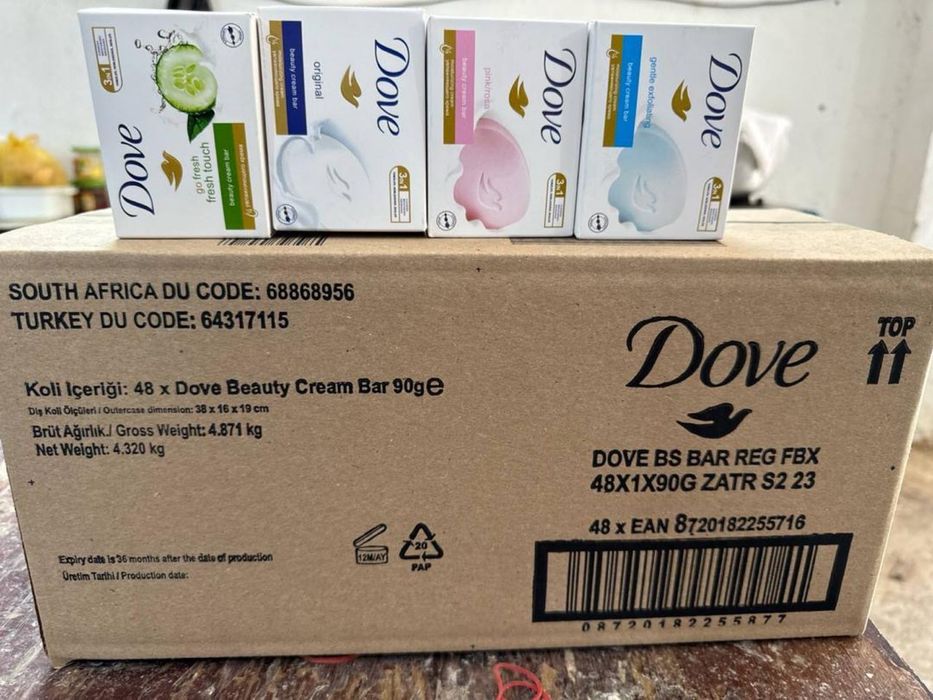 3in1
Dove
go fresh
fresh touch
beauty cream bar
Dove
original
beauty cream bar
3in1
Dove
pink/rosa
beauty cream bar
3in1
Dove
gentle exfoliating
beauty cream bar
3in1
SOUTH AFRICA DU CODE: 68868956
TURKEY DU CODE: 64317115
Koli Içeriği: 48 x Dove Beauty Cream Bar 90g℮
Dış Koli Ölçüleri / Outercase dimension: 38 x 16 x 19 cm
Brüt Ağırlık./ Gross Weight: 4.871 kg
Net Weight: 4.320 kg
Expiry date is 36 months after the date of production
Üretim Tarihi / Production date:
12M/AY
20
PAP
TOP
Dove
DOVE BS BAR REG FBX
48X1X90G ZATR S2 23
48 x EAN 8720182255716
08720182255877